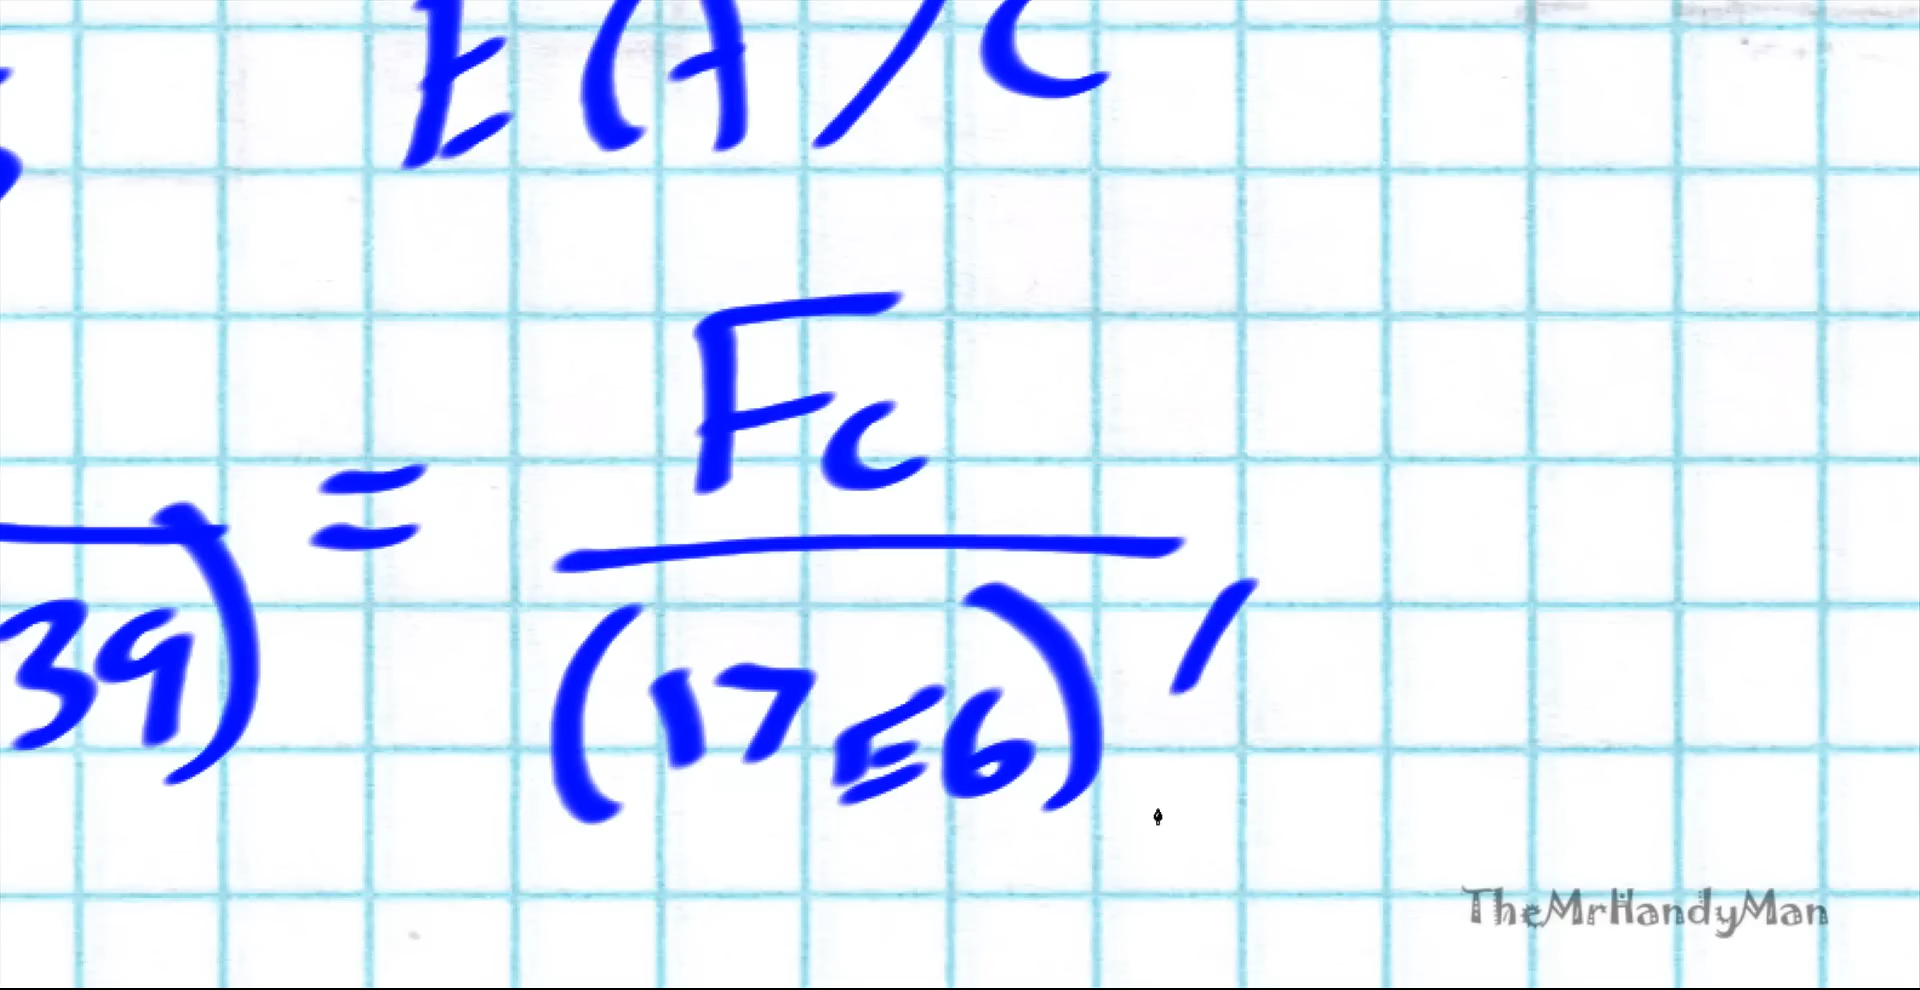 E(A)C
= Fc
39) (17E6)
TheMrHandyMan